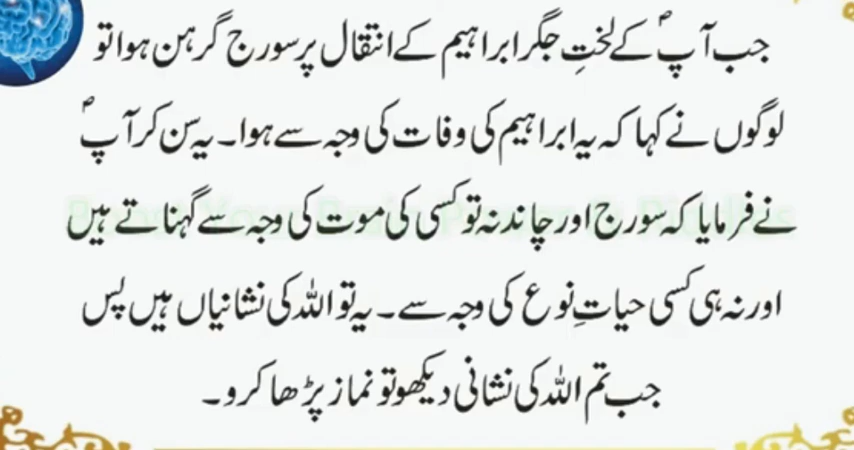 جب آپؐ کے لختِ جگر ابراہیم کے انتقال پر سورج گرہن ہوا تو
لوگوں نے کہا کہ یہ ابراہیم کی وفات کی وجہ سے ہوا۔ یہ سن کر آپؐ
نے فرمایا کہ سورج اور چاند نہ تو کسی کی موت کی وجہ سے گہناتے ہیں
اور نہ ہی کسی حیاتِ نوع کی وجہ سے۔ یہ تو اللہ کی نشانیاں ہیں پس
جب تم اللہ کی نشانی دیکھو تو نماز پڑھا کرو۔